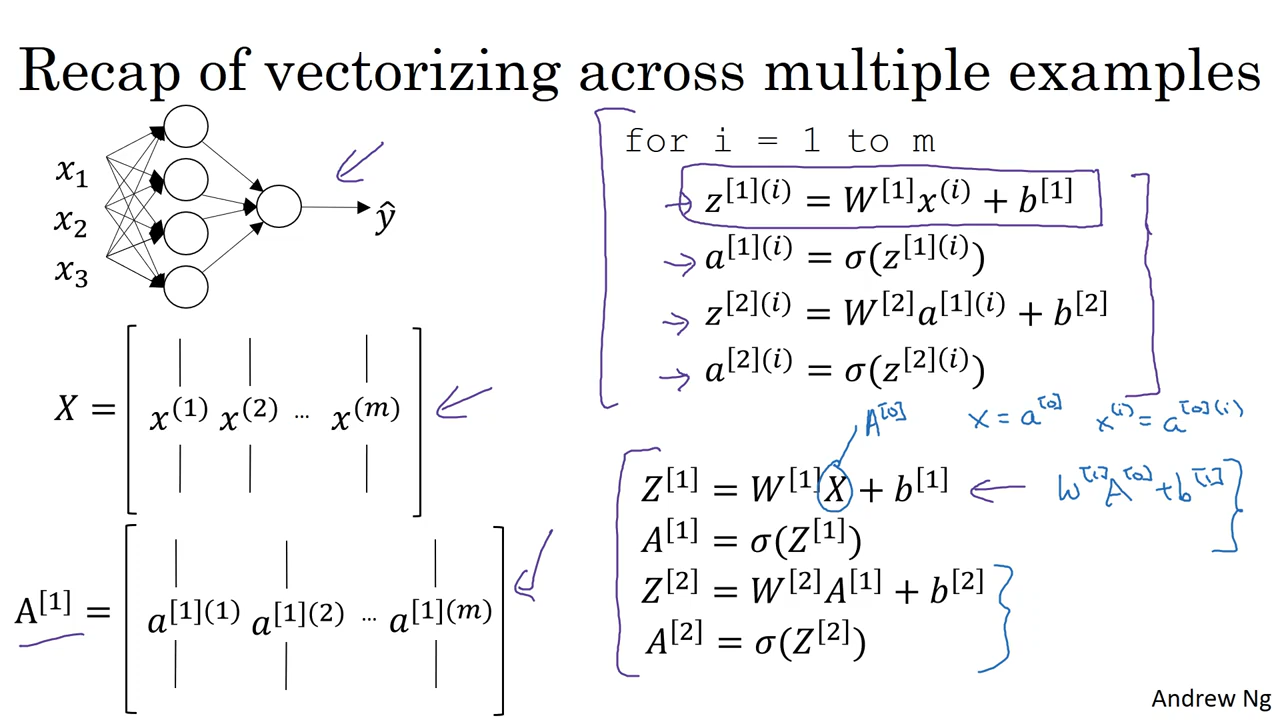 Recap of vectorizing across multiple examples
x₁
x₂
x₃
ŷ
X = [ x⁽¹⁾ x⁽²⁾ ... x⁽ᵐ⁾ ]
A^[1] = [ a^[1](1) a^[1](2) ... a^[1](m) ]
for i = 1 to m
z^[1](i) = W^[1]x^(i) + b^[1]
a^[1](i) = σ(z^[1](i))
z^[2](i) = W^[2]a^[1](i) + b^[2]
a^[2](i) = σ(z^[2](i))
A^[0] x = a^[0] x^(i) = a^[0](i)
Z^[1] = W^[1]X + b^[1] ← W^[1]A^[0] + b^[1]
A^[1] = σ(Z^[1])
Z^[2] = W^[2]A^[1] + b^[2]
A^[2] = σ(Z^[2])
Andrew Ng